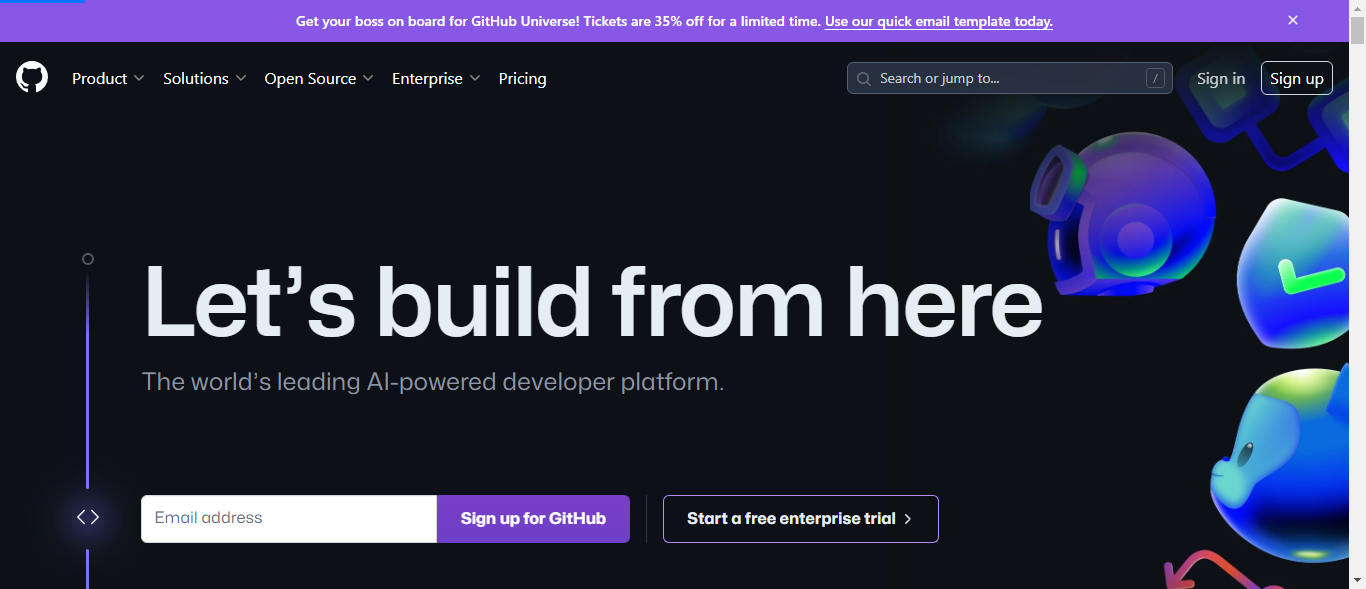 Get your boss on board for GitHub Universe! Tickets are 35% off for a limited time. Use our quick email template today.
Product Solutions Open Source Enterprise Pricing Search or jump to... / Sign in Sign up
Let’s build from here
The world’s leading AI-powered developer platform.
Email address Sign up for GitHub Start a free enterprise trial